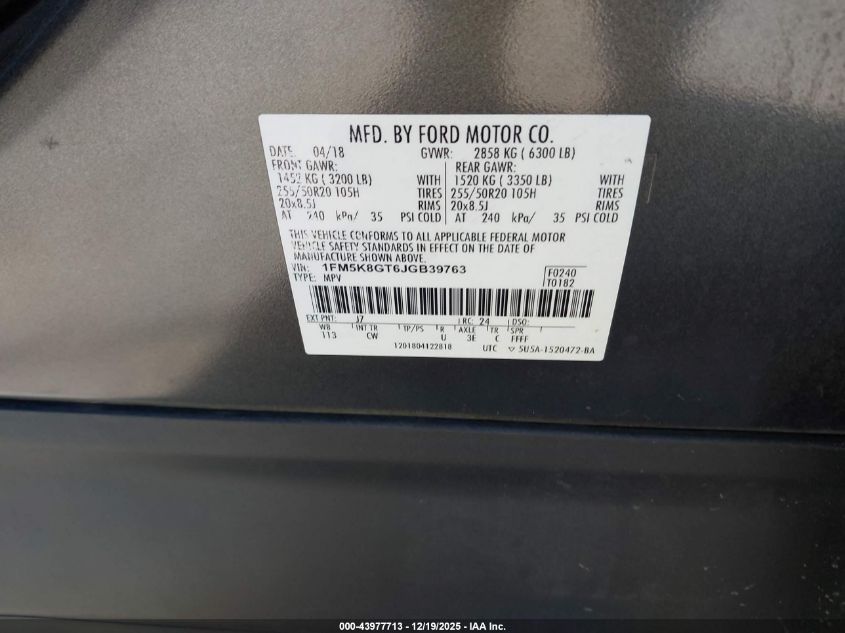 MFD. BY FORD MOTOR CO.
DATE: 04/18 GVWR: 2858 KG ( 6300 LB)
FRONT GAWR: REAR GAWR:
1452 KG ( 3200 LB) WITH 1520 KG ( 3350 LB) WITH
255/50R20 105H TIRES 255/50R20 105H TIRES
20x8.5J RIMS 20x8.5J RIMS
AT 240 kPa/ 35 PSI COLD AT 240 kPa/ 35 PSI COLD
THIS VEHICLE CONFORMS TO ALL APPLICABLE FEDERAL MOTOR
VEHICLE SAFETY STANDARDS IN EFFECT ON THE DATE OF
MANUFACTURE SHOWN ABOVE.
VIN: 1FM5K8GT6JGB39763 F0240
TYPE: MPV T0182
EXT PNT: J7 RC: 24 DSO:
WB INT TR TP/PS R AXLE TR SPR
113 CW U 3E C FFFF
1201804122818 UTC ▽ 5U5A-1520472-BA
000-43977713 - 12/19/2025 - IAA Inc.